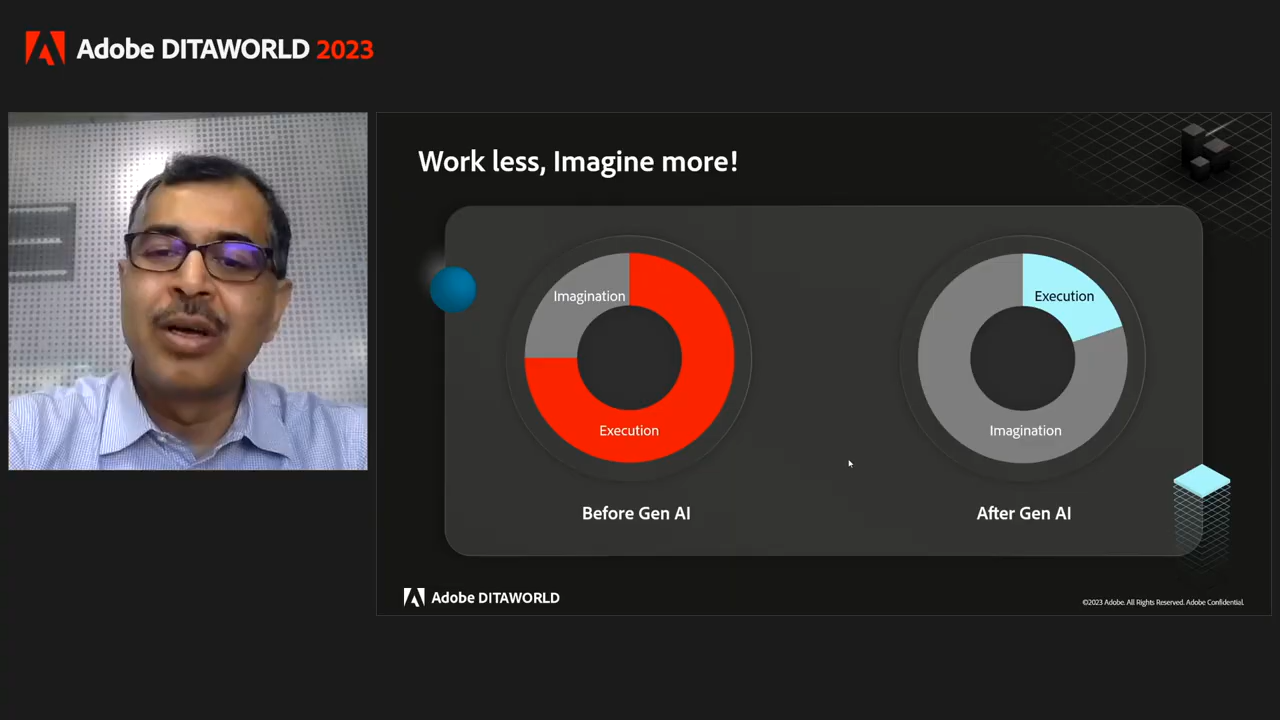 Adobe DITAWORLD 2023
Work less, Imagine more!
Imagination
Execution
Before Gen AI
Execution
Imagination
After Gen AI
Adobe DITAWORLD
©2023 Adobe. All Rights Reserved. Adobe Confidential.